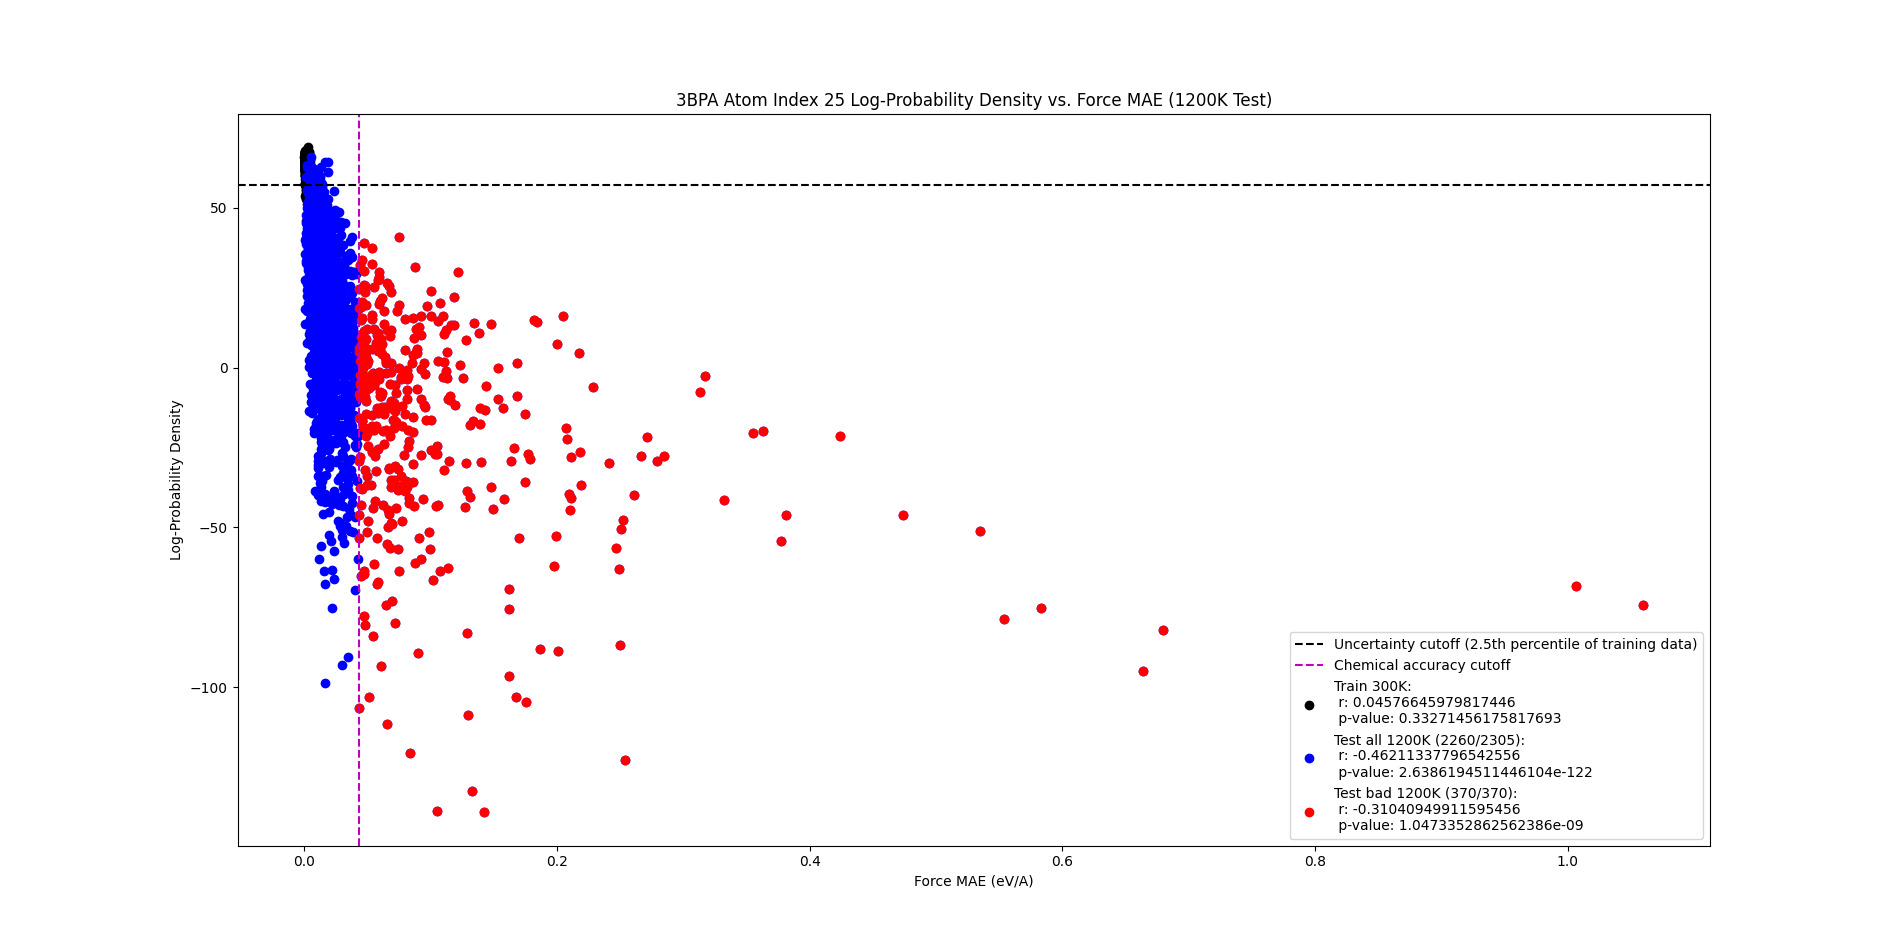 3BPA Atom Index 25 Log-Probability Density vs. Force MAE (1200K Test)
Log-Probability Density
50
0
−50
−100
0.0
0.2
0.4
0.6
0.8
1.0
Force MAE (eV/A)
Uncertainty cutoff (2.5th percentile of training data)
Chemical accuracy cutoff
Train 300K:
r: 0.04576645979817446
p-value: 0.33271456175817693
Test all 1200K (2260/2305):
r: -0.46211337796542556
p-value: 2.6386194511446104e-122
Test bad 1200K (370/370):
r: -0.31040949911595456
p-value: 1.0473352862562386e-09